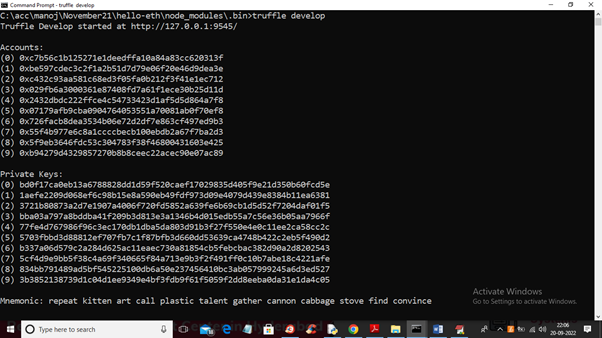 Command Prompt - truffle develop
C:\acc\manoj\November21\hello-eth\node_modules\.bin>truffle develop
Truffle Develop started at http://127.0.0.1:9545/
Accounts:
(0) 0xc7b56c1b125271e1deedffa10a84a83cc620313f
(1) 0xbe597cdec3c2f1a2b51d7d79e06f20e46d9dea3e
(2) 0xc432c93aa581c68ed3f05fa0b212f3f41e1ec712
(3) 0x029fb6a3000361e87408fd7a61f1ece30b25d11d
(4) 0x2432dbdc222ffce4c54733423d1af5d5d864a7f8
(5) 0x07179afb9cba0904764053551a70081ab0f70ef8
(6) 0x726facb8dea3534b06e72d2df7e863cf497ed9b3
(7) 0x55f4b977e6c8a1ccccbecb100ebdb2a67f7ba2d3
(8) 0x5f9eb3646fdc53c304783f38f46800431603e425
(9) 0xb94279d4329857270b8b8ceec22acec90e07ac89
Private Keys:
(0) bd0f17ca0eb13a6788828dd1d59f520caef17029835d405f9e21d350b60fcd5e
(1) 1aefe2209d068ef6c98b15e8a590eb49fdf973d09e4079d439e8384b11ea6381
(2) 3721b80873a2d7e1907a4006f720fd5852a639fe6b69cb1d5d52f7204daf01f5
(3) bba03a797a8bddba41f209b3d813e3a1346b4d015edb55a7c56e36b05aa7966f
(4) 77fe4d767986f96c3ec170db1dba5da803d91b3f27f550e4e0c11ee2ca58cc2c
(5) 5703fbbd3d88812ef707fb7c1f87bfb3d660dd53639ca4748b422c2eb5f490d2
(6) b337a06d579c2a284d625ac11eaec730a81854cb5febcbac382d90a2d8202543
(7) 5cf4d9e9bb5f38c4a69f340665f84a713e9b3f2f491ff0c10b7abe18c4221afe
(8) 834bb791489ad5bf545225100db6a50e237456410bc3ab057999245a6d3ed527
(9) 3b3852138739d1c04d1ee9349e4bf3fdb9f61f5059f2dd8eeba0da31e1da4c05
Mnemonic: repeat kitten art call plastic talent gather cannon cabbage stove find convince
Activate Windows
Go to Settings to activate Windows.
Type here to search
22:06
20-09-2022